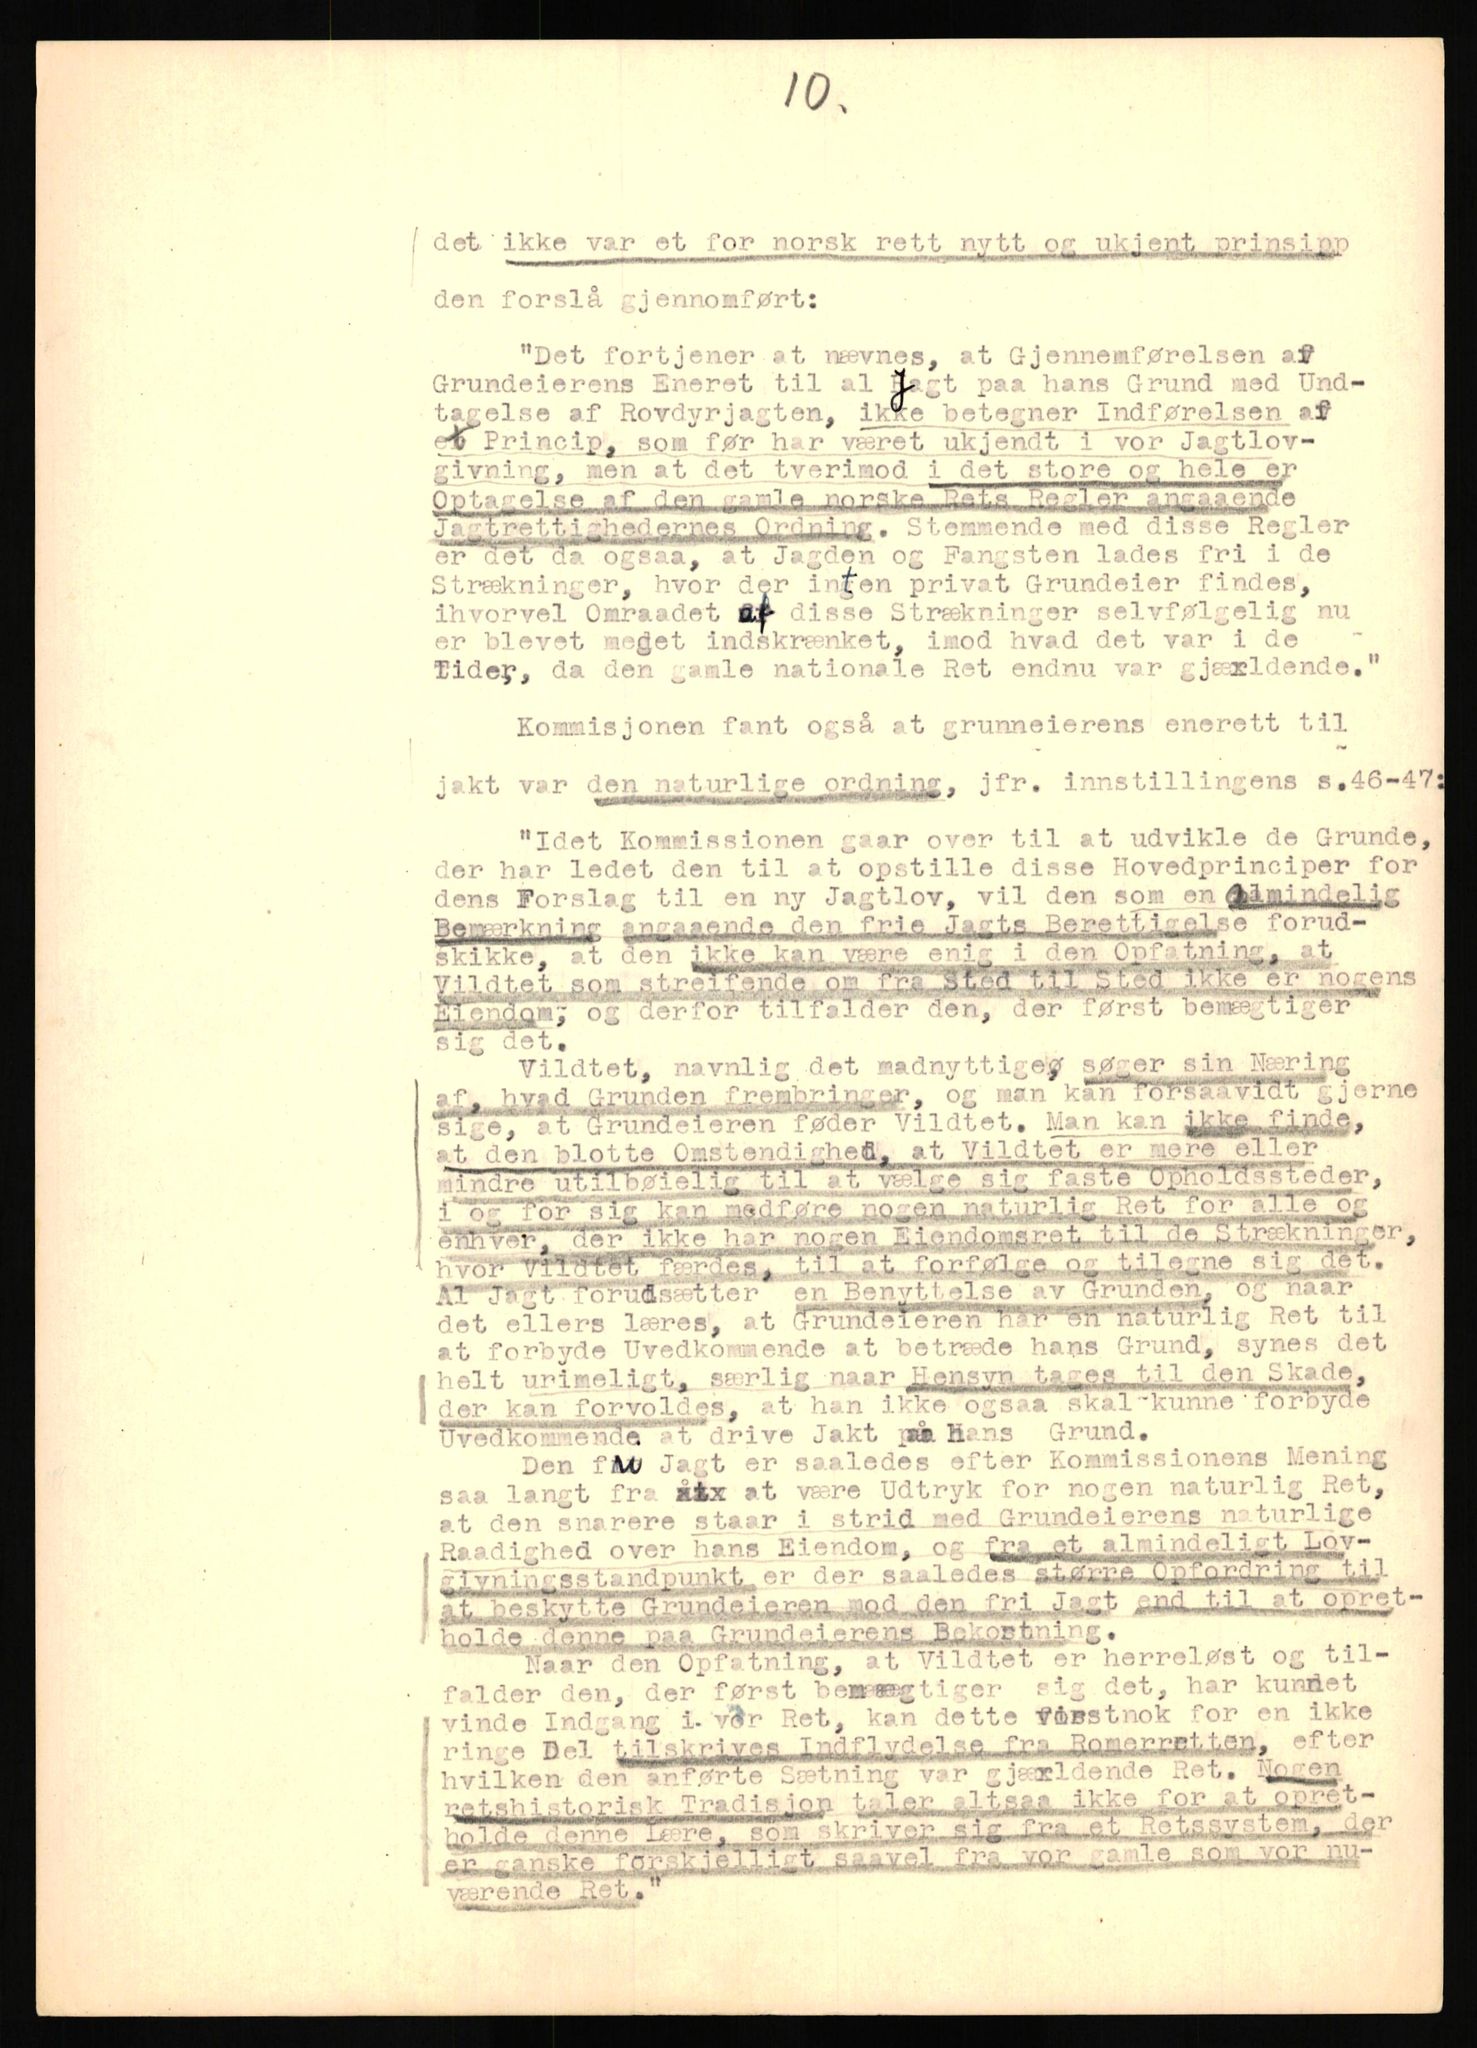 10.
det ikke var et for norsk rett nytt og ukjent prinsipp
den forslå gjennomført:
"Det fortjener at nævnes, at Gjennemførelsen af
Grundeierens Eneret til al Jagt paa hans Grund med Und-
tagelse af Rovdyrjagten, ikke betegner Indførelsen af
et Princip, som før har været ukjendt i vor Jagtlov-
givning, men at det tverimod i det store og hele er
Optagelse af den gamle norske Rets Regler angaaende
Jagtrettighedernes Ordning. Stemmende med disse Regler
er det da ogsaa, at Jagden og Fangsten lades fri i de
Strækninger, hvor der inten privat Grundeier findes,
ihvorvel Omraadet af disse Strækninger selvfølgelig nu
er blevet meget indskrænket, imod hvad det var i de
Tider, da den gamle nationale Ret endnu var gjældende."
Kommisjonen fant også at grunneierens enerett til
jakt var den naturlige ordning, jfr. innstillingens s.46-47:
"Idet Kommissionen gaar over til at udvikle de Grunde,
der har ledet den til at opstille disse Hovedprinciper for
dens Forslag til en ny Jagtlov, vil den som en almindelig
Bemærkning angaaende den frie Jagts Berettigelse forud-
skikke, at den ikke kan være enig i den Opfatning, at
Vildtet som streifende om fra Sted til Sted ikke er nogens
Eiendom, og derfor tilfalder den, der først bemægtiger
sig det.
Vildtet, navnlig det madnyttige, søger sin Næring
af, hvad Grunden frembringer, og man kan forsaavidt gjerne
sige, at Grundeieren føder Vildtet. Man kan ikke finde,
at den blotte Omstendighed, at Vildtet er mere eller
mindre utilbøielig til at vælge sig faste Opholdssteder,
i og for sig kan medføre nogen naturlig Ret for alle og
enhver, der ikke har nogen Eiendomsret til de Strækninger,
hvor Vildtet færdes, til at forfølge og tilegne sig det.
Al Jagt forudsætter en Benyttelse av Grunden, og naar
det ellers læres, at Grundeieren har en naturlig Ret til
at forbyde Uvedkommende at betræde hans Grund, synes det
helt urimeligt, særlig naar Hensyn tages til den Skade,
der kan forvoldes, at han ikke ogsaa skal kunne forbyde
Uvedkommende at drive Jakt paa Hans Grund.
Den fri Jagt er saaledes efter Kommissionens Mening
saa langt fra at være Udtryk for nogen naturlig Ret,
at den snarere staar i strid med Grundeierens naturlige
Raadighed over hans Eiendom, og fra et almindeligt Lov-
givningsstandpunkt er der saaledes større Opfordring til
at beskytte Grundeieren mod den fri Jagt end til at opret-
holde denne paa Grundeierens Bekostning.
Naar den Opfatning, at Vildtet er herreløst og til-
falder den, der først bemægtiger sig det, har kunnet
vinde Indgang i vor Ret, kan dette visstnok for en ikke
ringe Del tilskrives Indflydelse fra Romerretten, efter
hvilken den anførte Sætning var gjældende Ret. Nogen
retshistorisk Tradisjon taler altsaa ikke for at opret-
holde denne Lære, som skriver sig fra et Retssystem, der
er ganske forskjelligt saavel fra vor gamle som vor nu-
værende Ret."